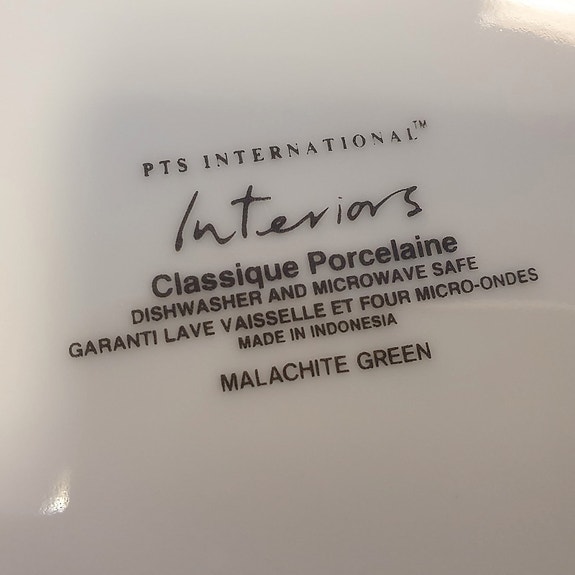 PTS INTERNATIONAL™
Interiors
Classique Porcelaine
DISHWASHER AND MICROWAVE SAFE
GARANTI LAVE VAISSELLE ET FOUR MICRO-ONDES
MADE IN INDONESIA
MALACHITE GREEN